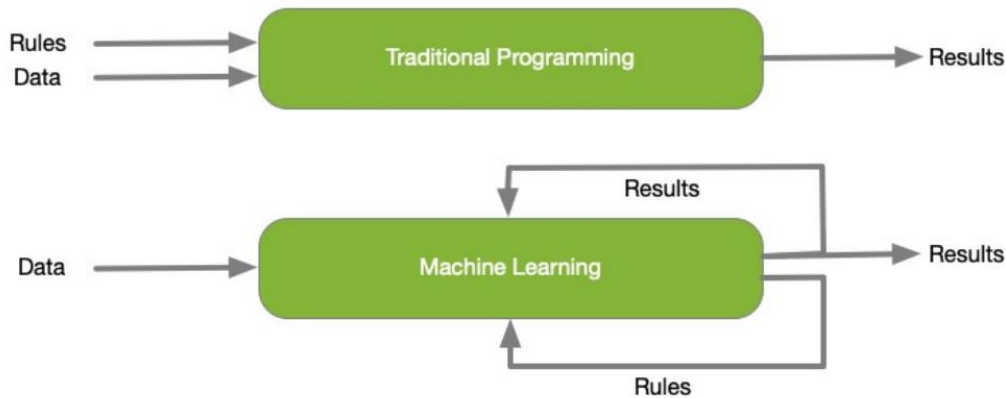 Rules
Data
Traditional Programming
Results
Results
Data
Machine Learning
Results
Rules